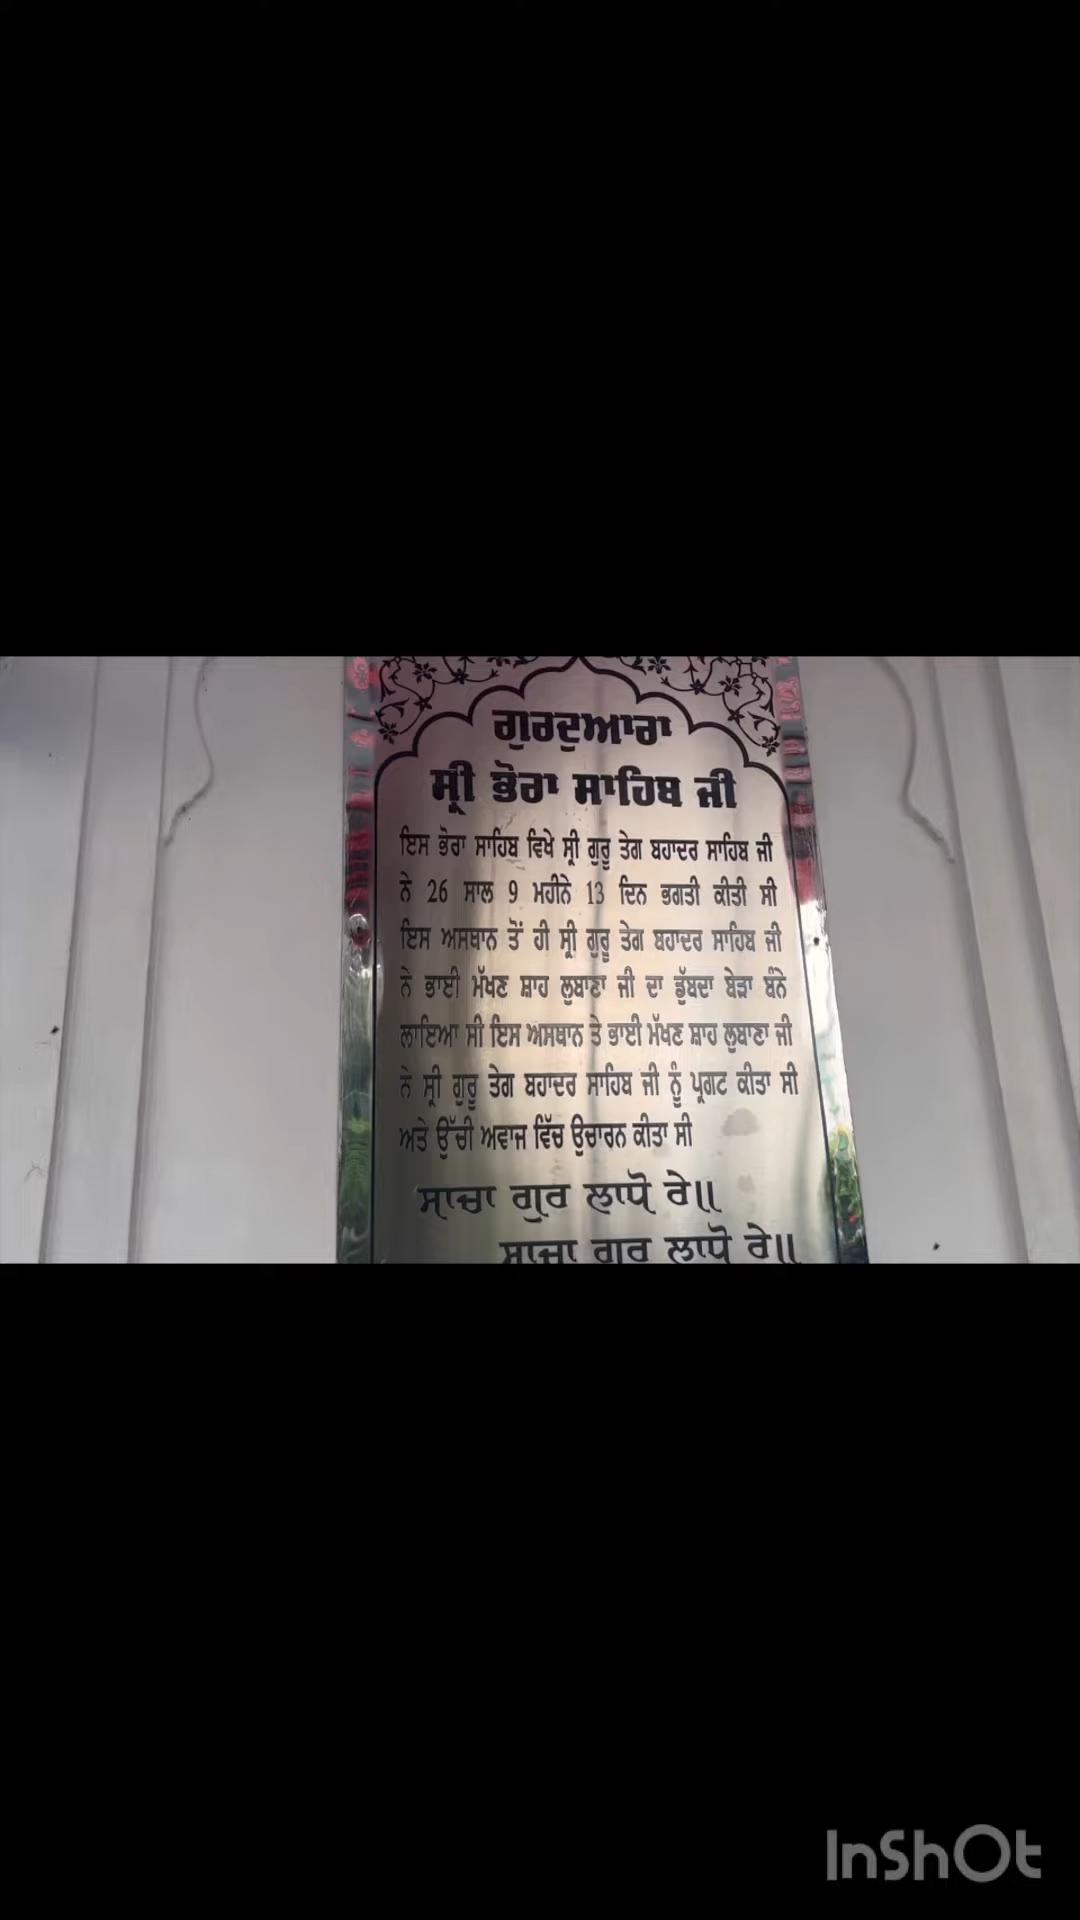 ਗੁਰਦੁਆਰਾ
ਸ੍ਰੀ ਭੋਰਾ ਸਾਹਿਬ ਜੀ
ਇਸ ਭੋਰਾ ਸਾਹਿਬ ਵਿਖੇ ਸ੍ਰੀ ਗੁਰੂ ਤੇਗ ਬਹਾਦਰ ਸਾਹਿਬ ਜੀ
ਨੇ 26 ਸਾਲ 9 ਮਹੀਨੇ 13 ਦਿਨ ਭਗਤੀ ਕੀਤੀ ਸੀ
ਇਸ ਅਸਥਾਨ ਤੋਂ ਹੀ ਸ੍ਰੀ ਗੁਰੂ ਤੇਗ ਬਹਾਦਰ ਸਾਹਿਬ ਜੀ
ਨੇ ਭਾਈ ਮੱਖਣ ਸ਼ਾਹ ਲੁਬਾਣਾ ਜੀ ਦਾ ਡੁੱਬਦਾ ਬੇੜਾ ਬੰਨੇ
ਲਾਇਆ ਸੀ ਇਸ ਅਸਥਾਨ ਤੇ ਭਾਈ ਮੱਖਣ ਸ਼ਾਹ ਲੁਬਾਣਾ ਜੀ
ਨੇ ਸ੍ਰੀ ਗੁਰੂ ਤੇਗ ਬਹਾਦਰ ਸਾਹਿਬ ਜੀ ਨੂੰ ਪ੍ਰਗਟ ਕੀਤਾ ਸੀ
ਅਤੇ ਉੱਚੀ ਅਵਾਜ ਵਿੱਚ ਉਚਾਰਨ ਕੀਤਾ ਸੀ
ਸਾਚਾ ਗੁਰ ਲਾਧੋ ਰੇ॥
ਸਾਚਾ ਗੁਰ ਲਾਧੋ ਰੇ॥
InShOt